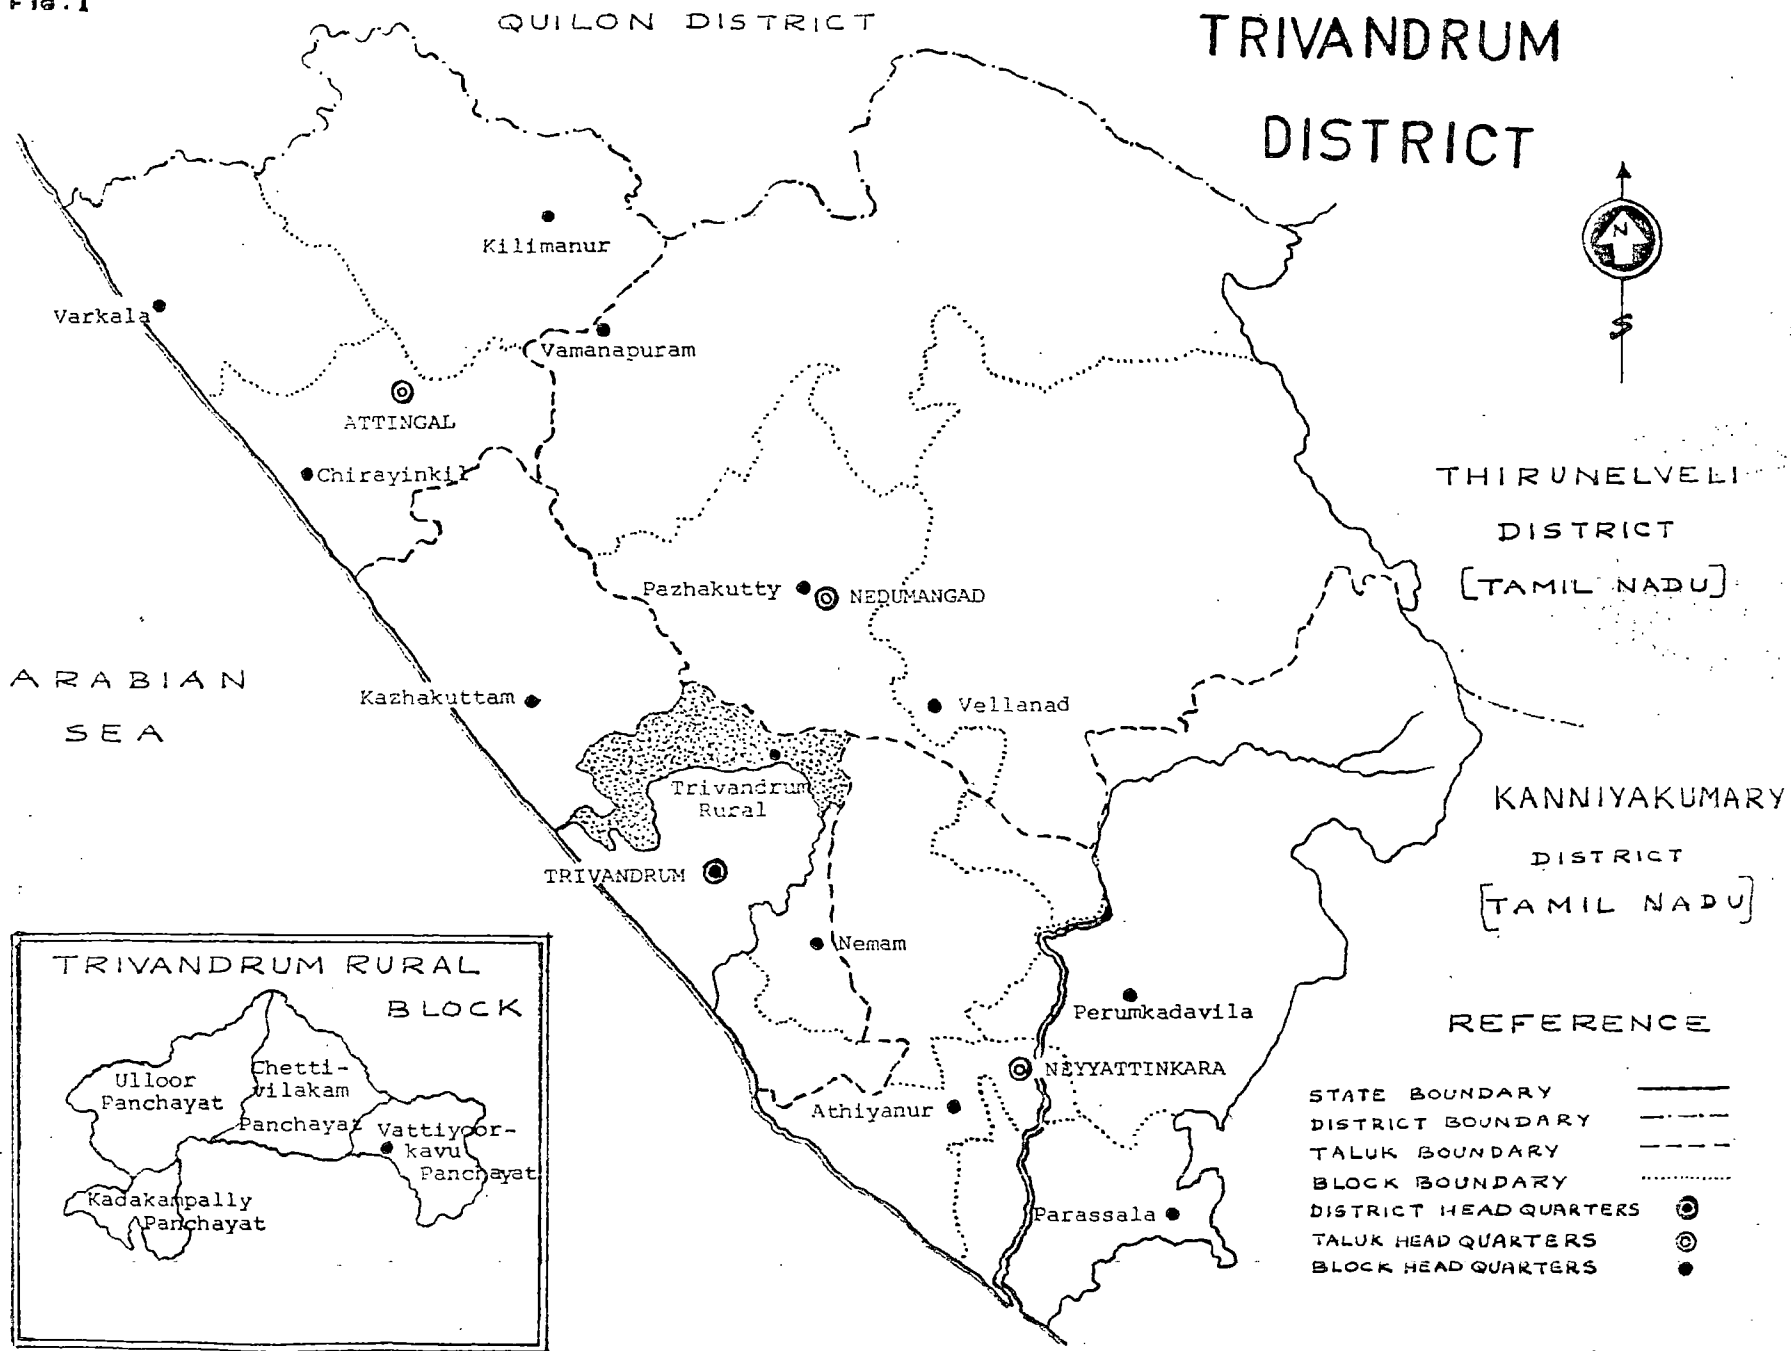 Fig. 1
QUILON DISTRICT
TRIVANDRUM
DISTRICT
N
S
Kilimanur
Varkala
Vamanapuram
ATTINGAL
Chirayinkil
THIRUNELVELI
DISTRICT
[TAMIL NADU]
Pazhakutty
NEDUMANGAD
ARABIAN
SEA
Kazhakuttam
Vellanad
Trivandrum
Rural
KANNIYAKUMARY
DISTRICT
[TAMIL NADU]
TRIVANDRUM
Nemam
Perumkadavila
NEYYATTINKARA
Athiyanur
Parassala
TRIVANDRUM RURAL
BLOCK
Ulloor
Panchayat
Chetti-
vilakam
Panchayat
Vattiyoor-
kavu
Panchayat
Kadakampally
Panchayat
REFERENCE
STATE BOUNDARY
DISTRICT BOUNDARY
TALUK BOUNDARY
BLOCK BOUNDARY
DISTRICT HEAD QUARTERS
TALUK HEAD QUARTERS
BLOCK HEAD QUARTERS